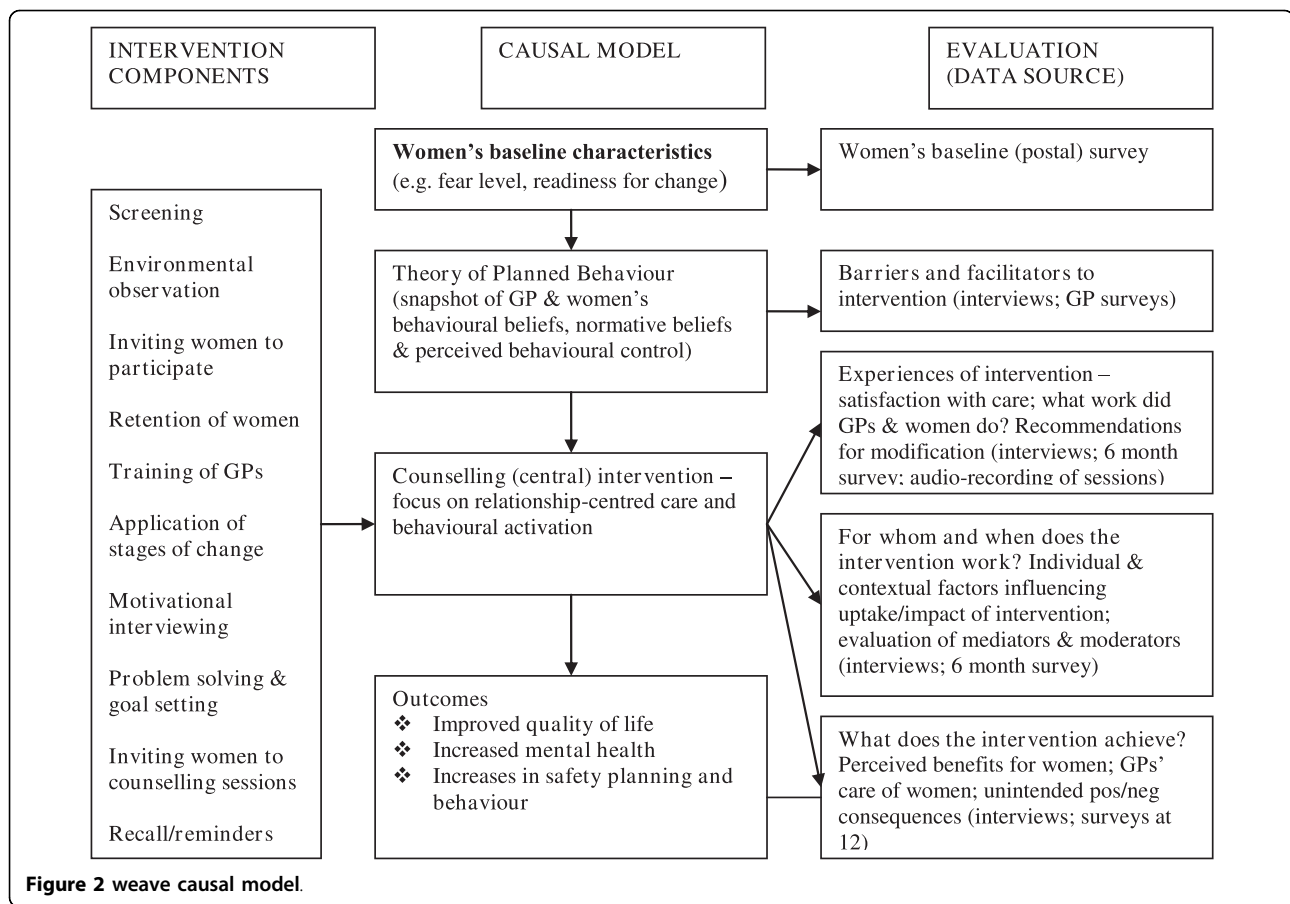 INTERVENTION
COMPONENTS
CAUSAL MODEL
EVALUATION
(DATA SOURCE)
Screening
Environmental
observation
Inviting women to
participate
Retention of women
Training of GPs
Application of
stages of change
Motivational
interviewing
Problem solving &
goal setting
Inviting women to
counselling sessions
Recall/reminders
Women's baseline characteristics
(e.g. fear level, readiness for change)
Theory of Planned Behaviour
(snapshot of GP & women's
behavioural beliefs, normative beliefs
& perceived behavioural control)
Counselling (central) intervention –
focus on relationship-centred care and
behavioural activation
Outcomes
❖ Improved quality of life
❖ Increased mental health
❖ Increases in safety planning and
behaviour
Women's baseline (postal) survey
Barriers and facilitators to
intervention (interviews; GP surveys)
Experiences of intervention –
satisfaction with care; what work did
GPs & women do? Recommendations
for modification (interviews; 6 month
survey; audio-recording of sessions)
For whom and when does the
intervention work? Individual &
contextual factors influencing
uptake/impact of intervention;
evaluation of mediators & moderators
(interviews; 6 month survey)
What does the intervention achieve?
Perceived benefits for women; GPs'
care of women; unintended pos/neg
consequences (interviews; surveys at
12)
Figure 2 weave causal model.